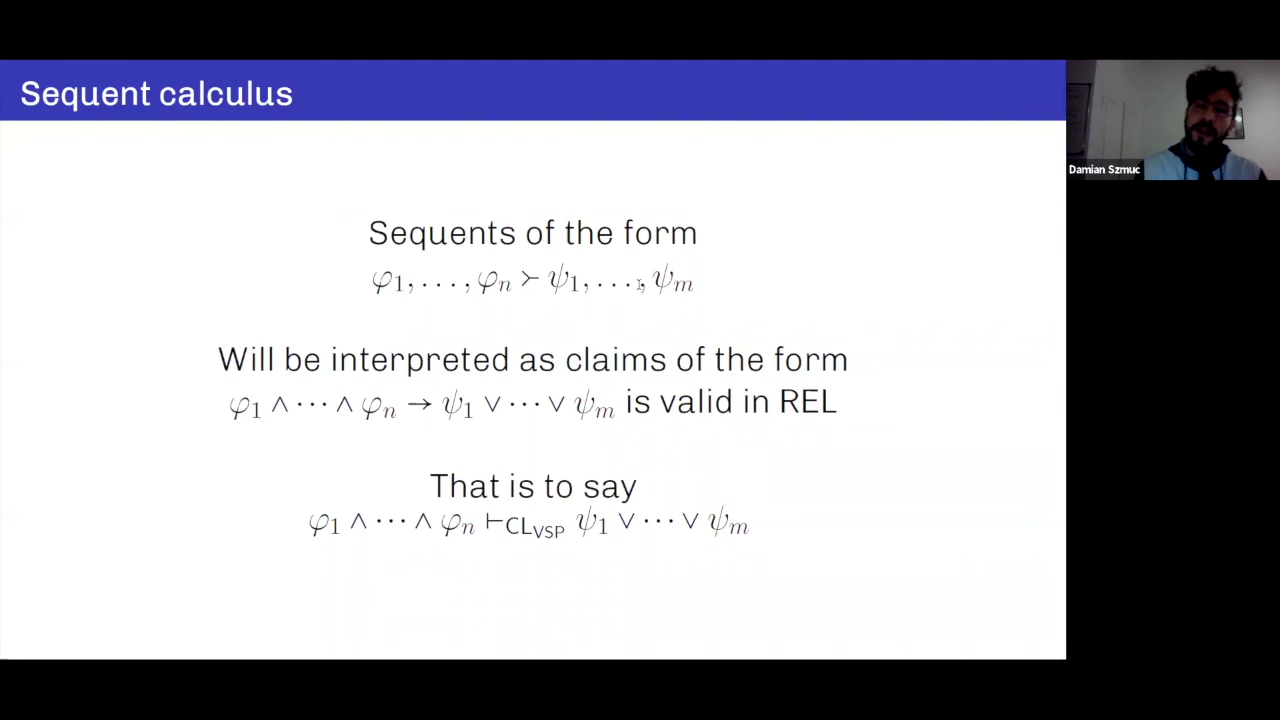 Sequent calculus
Damian Szmuc
Sequents of the form
φ₁, . . . , φₙ ≻ ψ₁, . . . , ψₘ
Will be interpreted as claims of the form
φ₁ ∧ ⋯ ∧ φₙ → ψ₁ ∨ ⋯ ∨ ψₘ is valid in REL
That is to say
φ₁ ∧ ⋯ ∧ φₙ ⊢CL_VSP ψ₁ ∨ ⋯ ∨ ψₘ